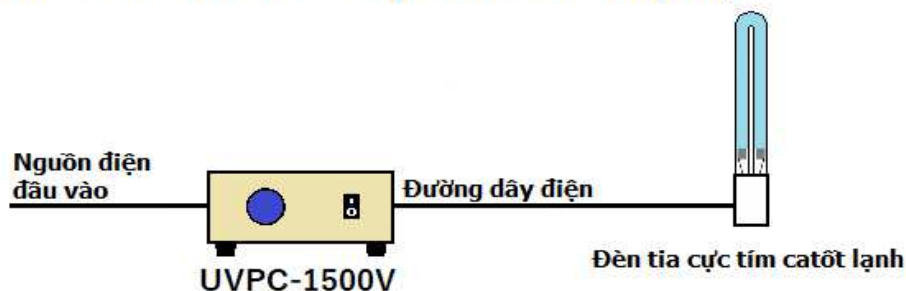 Nguồn điện
đầu vào
Đường dây điện
UVPC-1500V
Đèn tia cực tím catốt lạnh